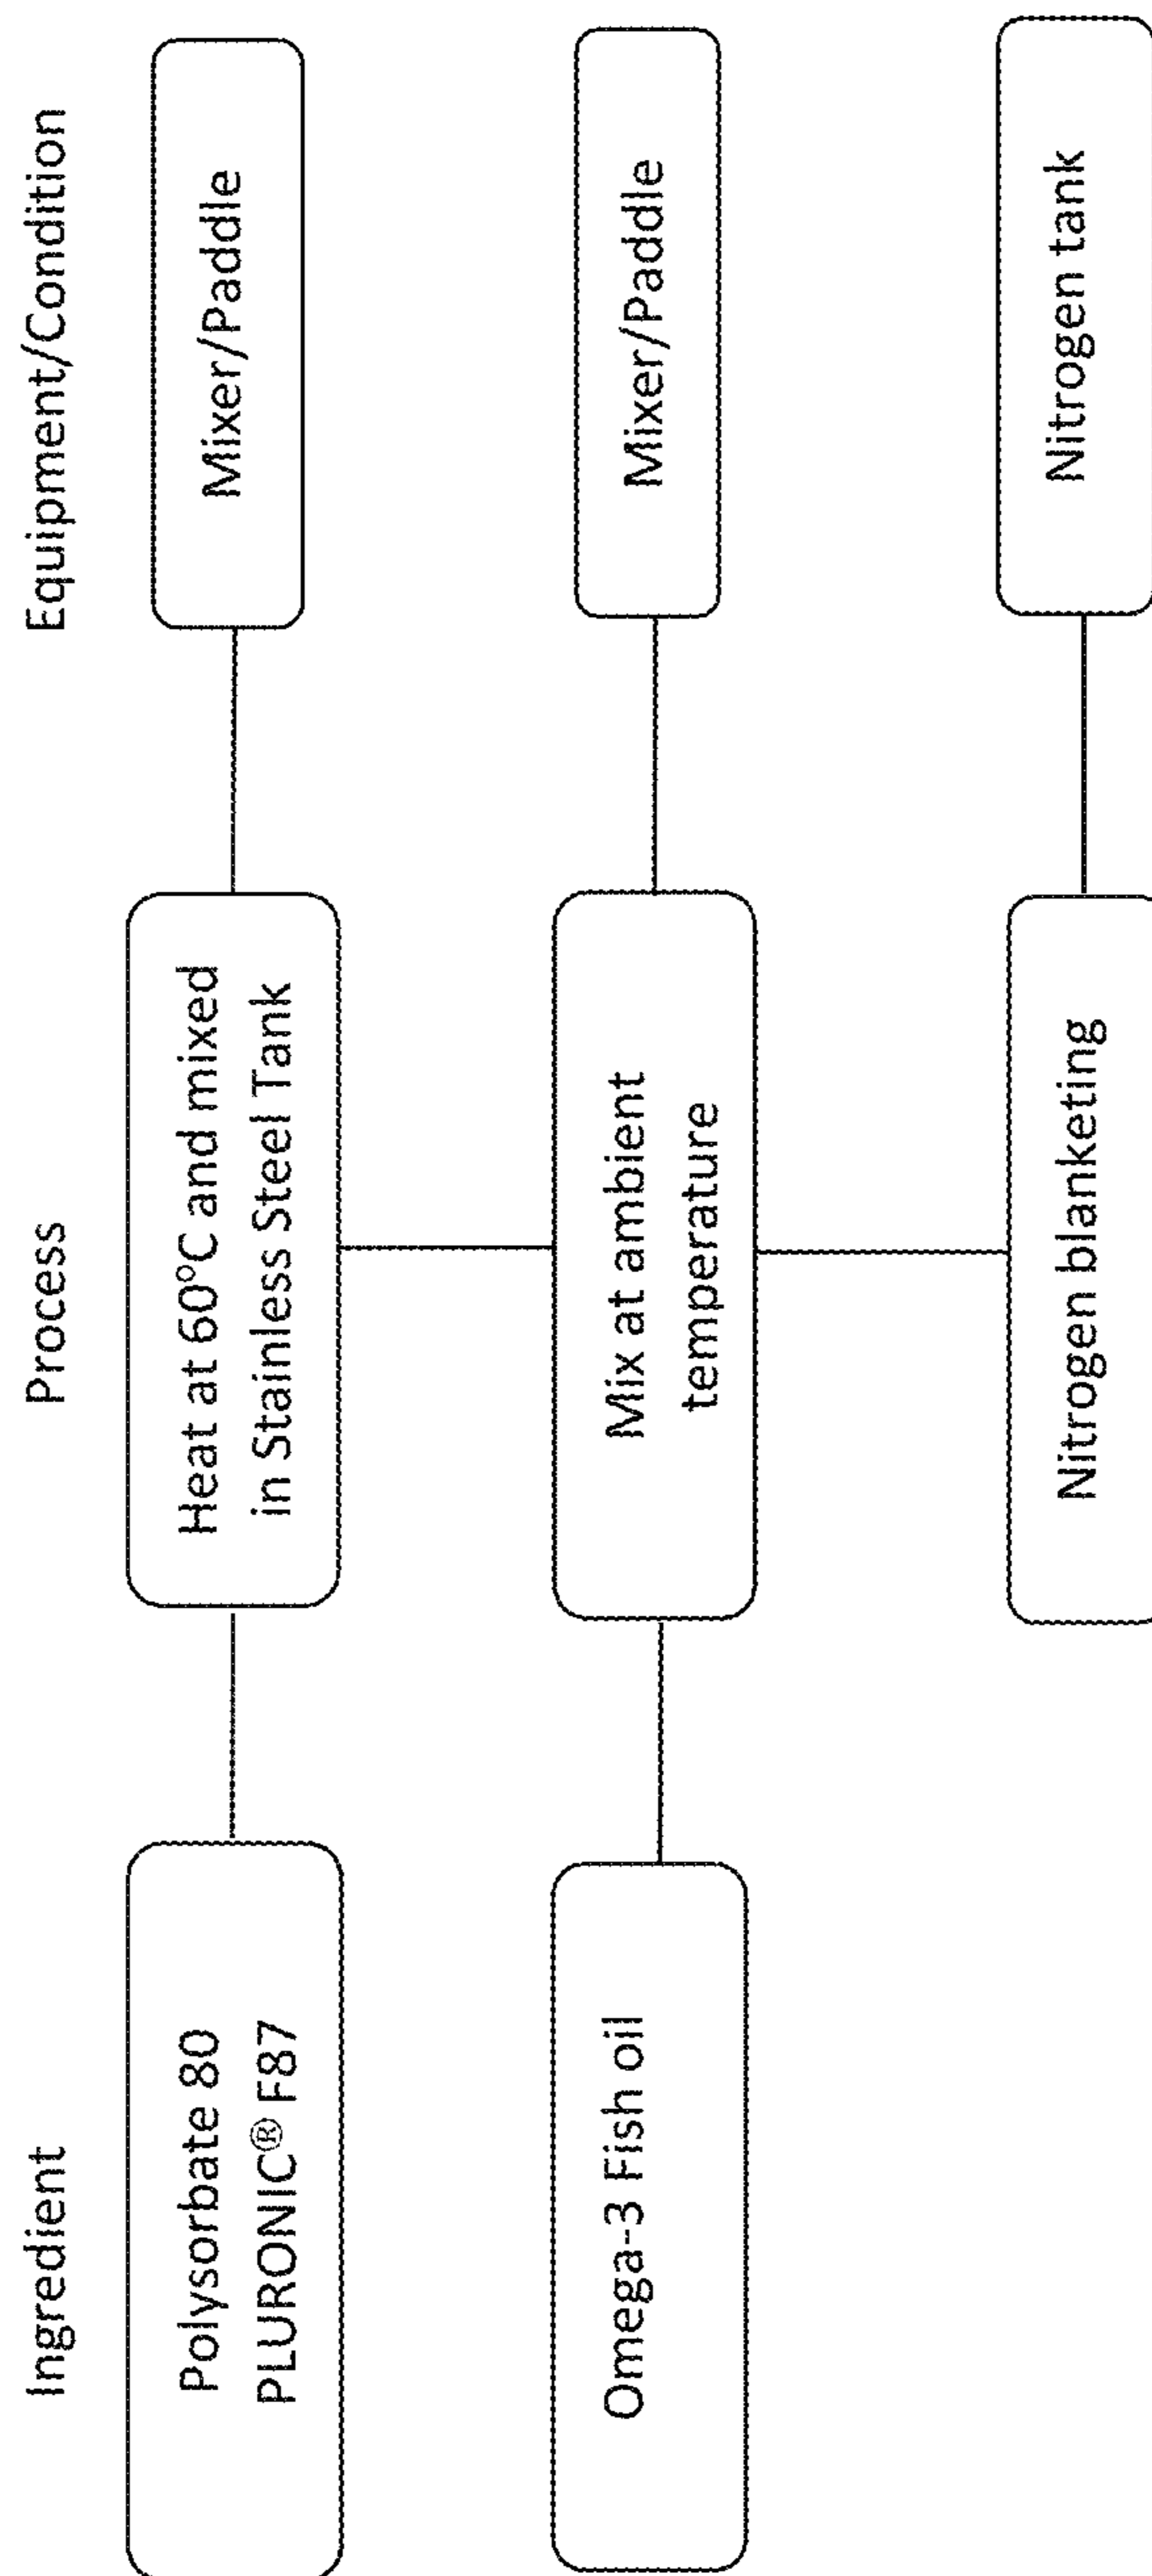 Ingredient
Process
Equipment/Condition
Polysorbate 80
PLURONIC® F87
Heat at 60°C and mixed
in Stainless Steel Tank
Mixer/Paddle
Omega-3 Fish oil
Mix at ambient
temperature
Mixer/Paddle
Nitrogen blanketing
Nitrogen tank